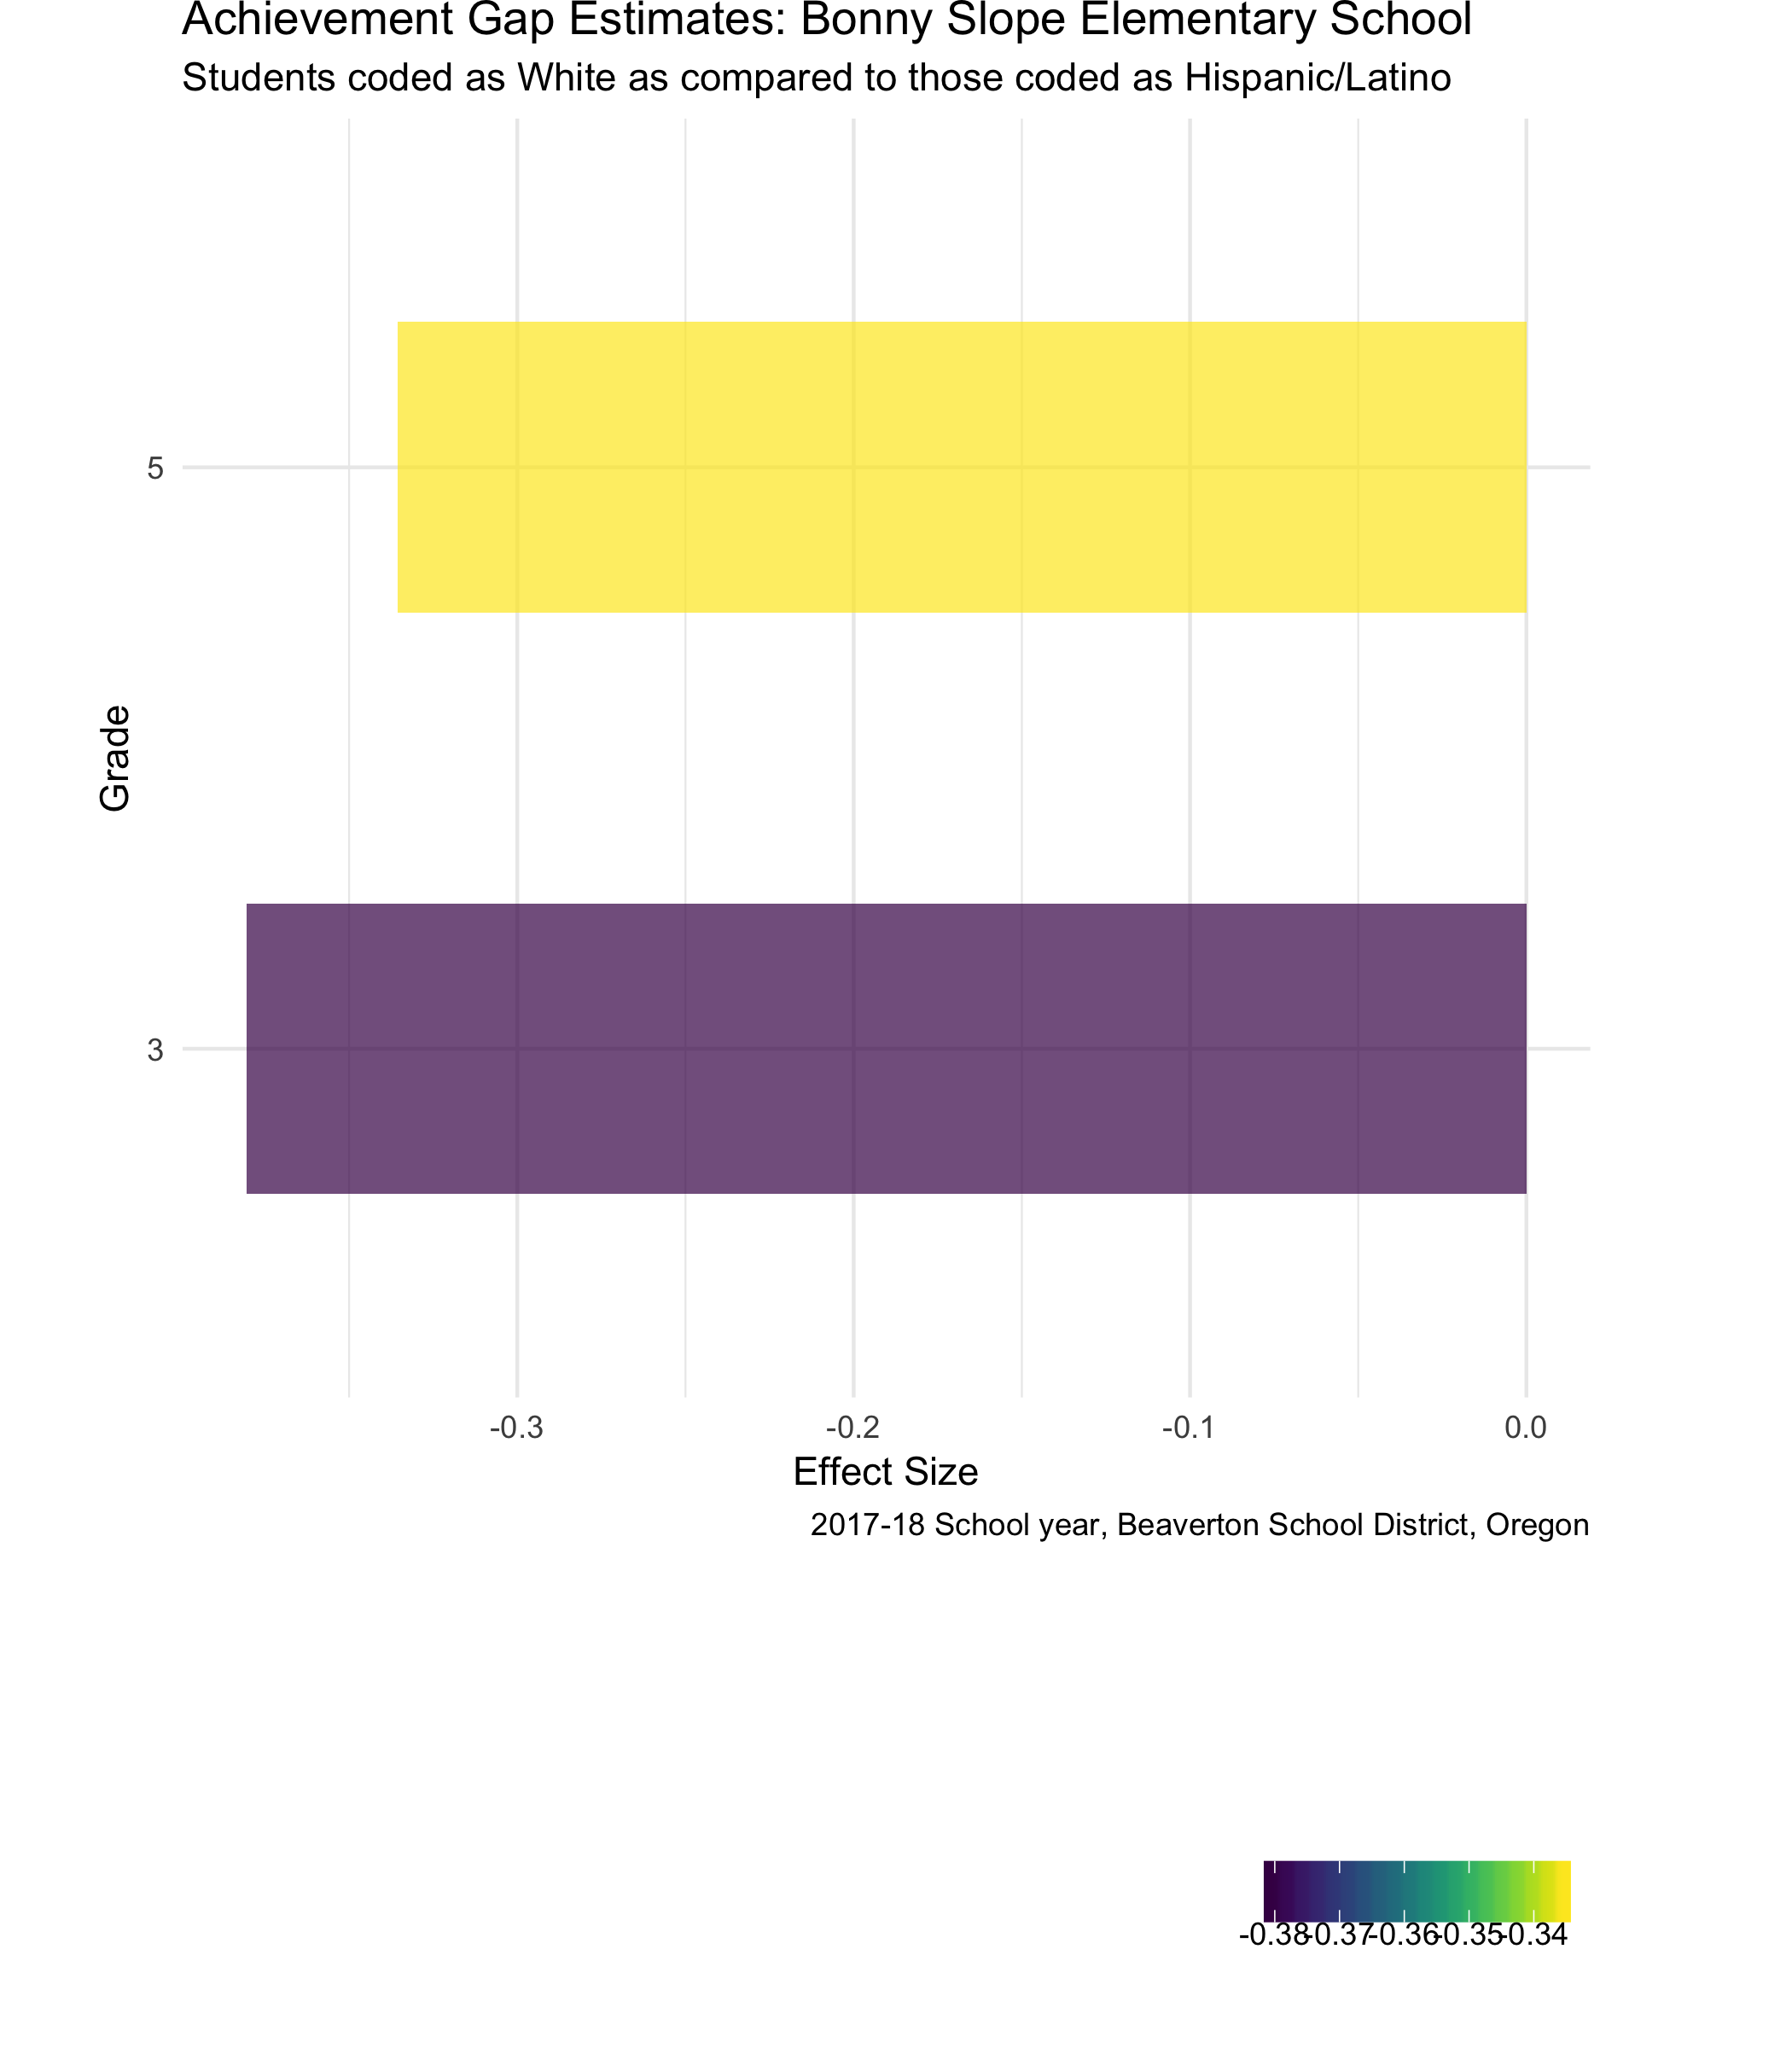 Achievement Gap Estimates: Bonny Slope Elementary School
Students coded as White as compared to those coded as Hispanic/Latino
5
Grade
3
-0.3 -0.2 -0.1 0.0
Effect Size
2017-18 School year, Beaverton School District, Oregon
-0.38 -0.37 -0.36 -0.35 -0.34